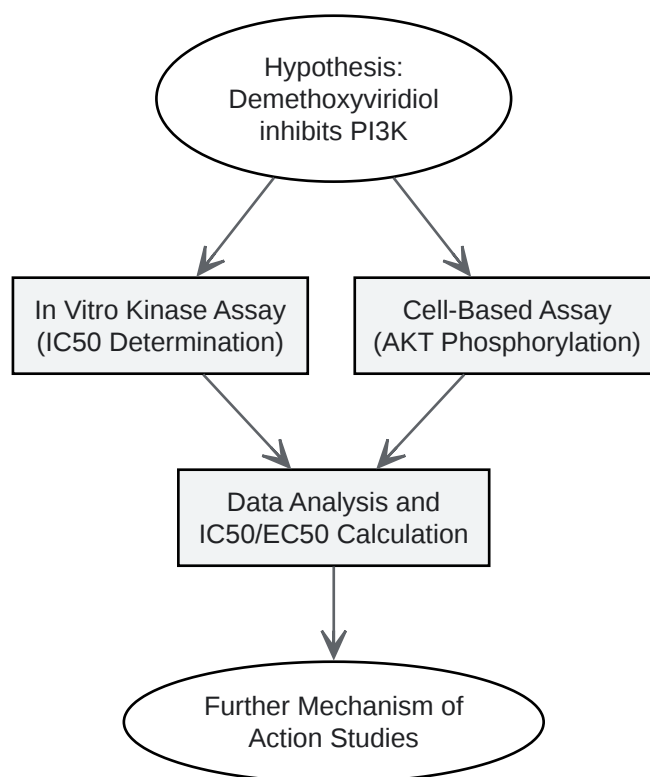 Hypothesis:
Demethoxyviridiol
inhibits PI3K
In Vitro Kinase Assay
(IC50 Determination)
Cell-Based Assay
(AKT Phosphorylation)
Data Analysis and
IC50/EC50 Calculation
Further Mechanism of
Action Studies